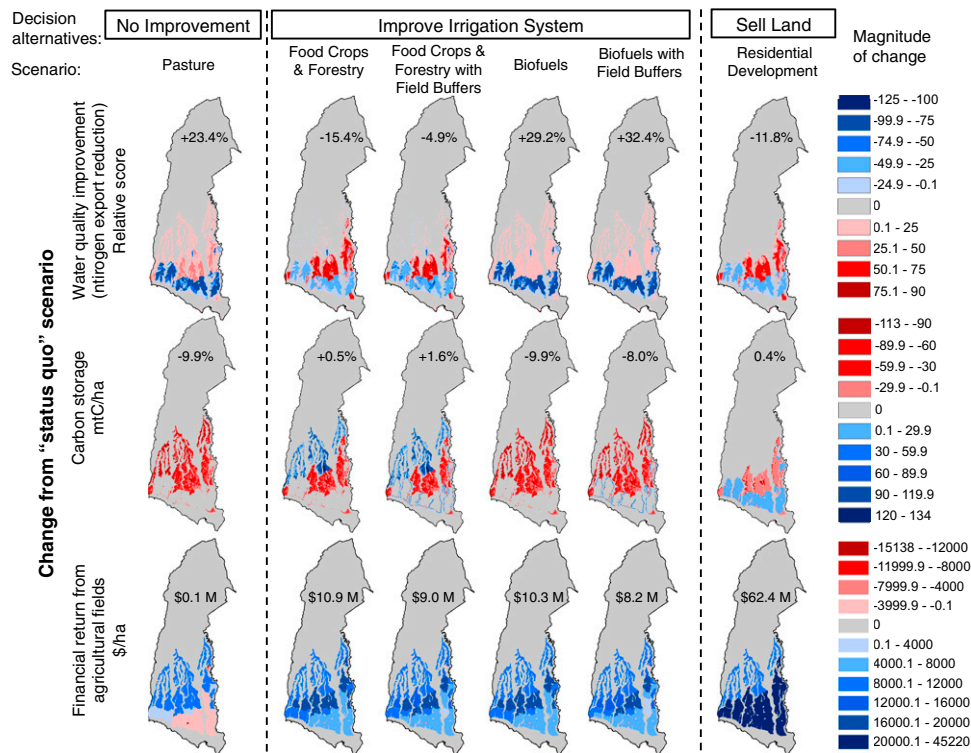 Decision
alternatives:
No Improvement
Improve Irrigation System
Sell Land
Scenario:
Pasture
Food Crops
& Forestry
Food Crops &
Forestry with
Field Buffers
Biofuels
Biofuels with
Field Buffers
Residential
Development
Magnitude
of change
Change from "status quo" scenario
Water quality improvement
(nitrogen export reduction)
Relative score
+23.4%
-15.4%
-4.9%
+29.2%
+32.4%
-11.8%
-125 - -100
-99.9 - -75
-74.9 - -50
-49.9 - -25
-24.9 - -0.1
0
0.1 - 25
25.1 - 50
50.1 - 75
75.1 - 90
Carbon storage
mtC/ha
-9.9%
+0.5%
+1.6%
-9.9%
-8.0%
0.4%
-113 - -90
-89.9 - -60
-59.9 - -30
-29.9 - -0.1
0
0.1 - 29.9
30 - 59.9
60 - 89.9
90 - 119.9
120 - 134
Financial return from
agricultural fields
$/ha
$0.1 M
$10.9 M
$9.0 M
$10.3 M
$8.2 M
$62.4 M
-15138 - -12000
-11999.9 - -8000
-7999.9 - -4000
-3999.9 - -0.1
0
0.1 - 4000
4000.1 - 8000
8000.1 - 12000
12000.1 - 16000
16000.1 - 20000
20000.1 - 45220